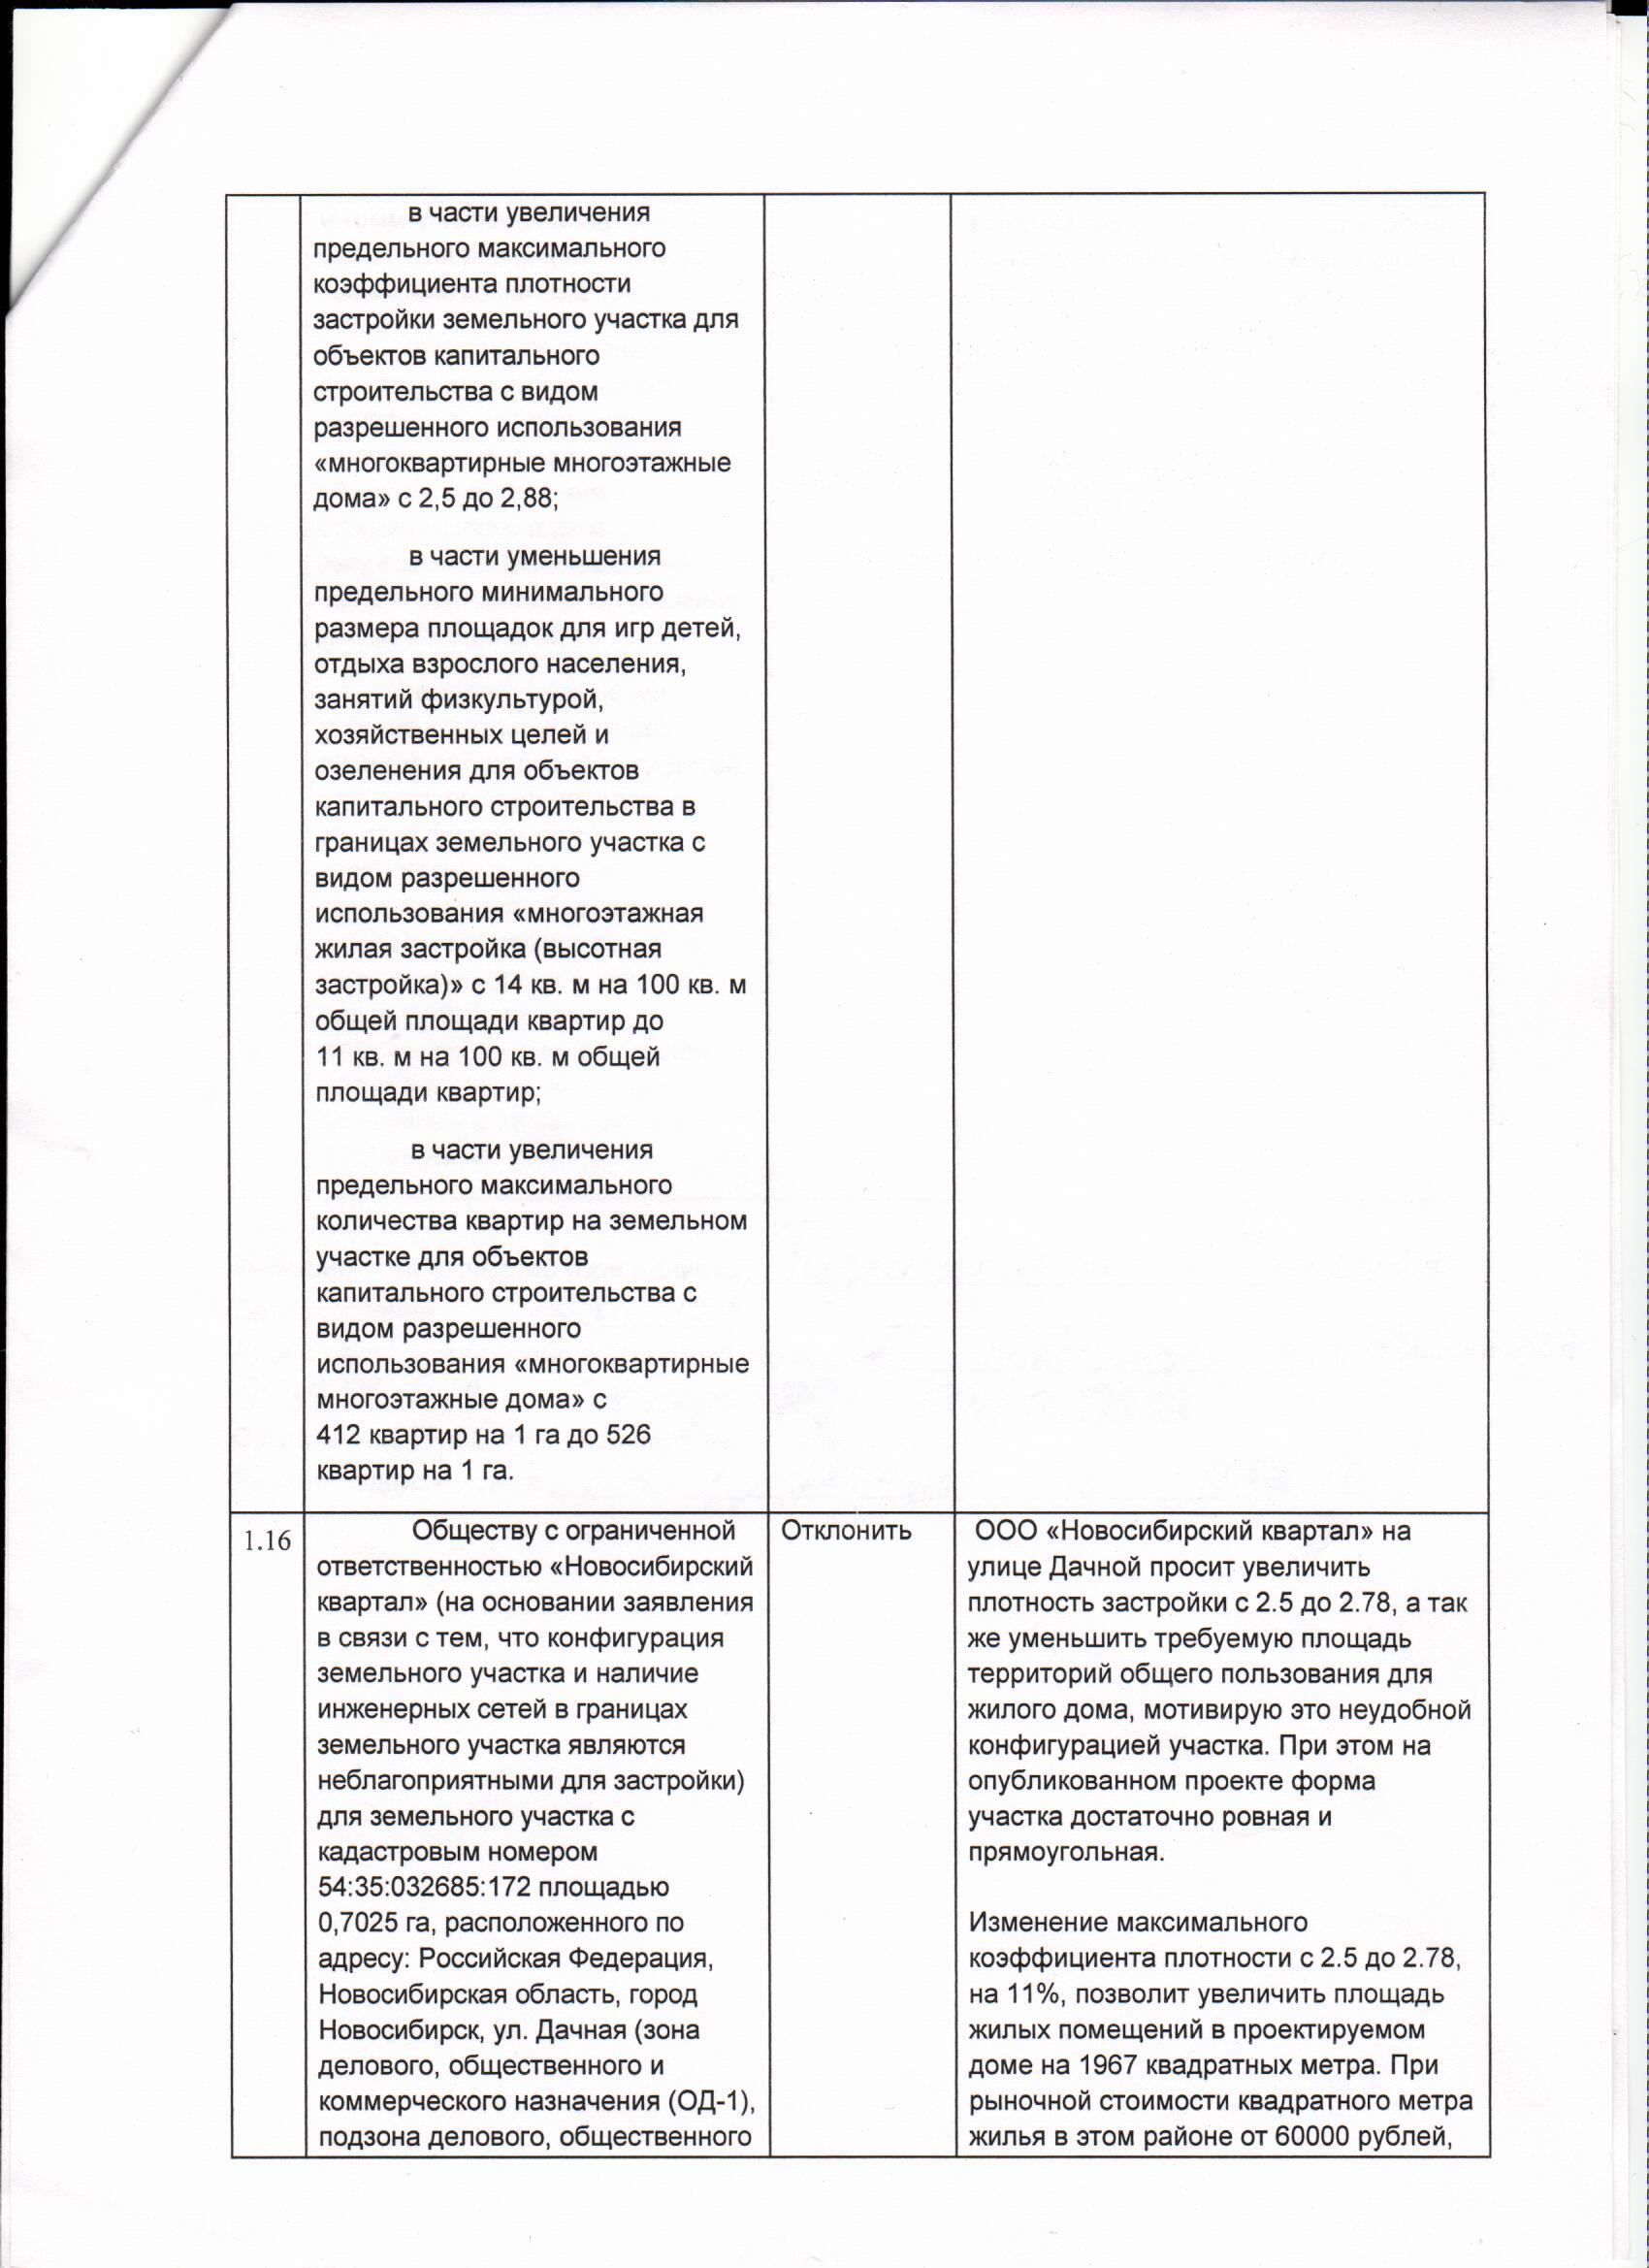 в части увеличения
предельного максимального
коэффициента плотности
застройки земельного участка для
объектов капитального
строительства с видом
разрешенного использования
«многоквартирные многоэтажные
дома» с 2,5 до 2,88;
в части уменьшения
предельного минимального
размера площадок для игр детей,
отдыха взрослого населения,
занятий физкультурой,
хозяйственных целей и
озеленения для объектов
капитального строительства в
границах земельного участка с
видом разрешенного
использования «многоэтажная
жилая застройка (высотная
застройка)» с 14 кв. м на 100 кв. м
общей площади квартир до
11 кв. м на 100 кв. м общей
площади квартир;
в части увеличения
предельного максимального
количества квартир на земельном
участке для объектов
капитального строительства с
видом разрешенного
использования «многоквартирные
многоэтажные дома» с
412 квартир на 1 га до 526
квартир на 1 га.
1.16
Обществу с ограниченной
ответственностью «Новосибирский
квартал» (на основании заявления
в связи с тем, что конфигурация
земельного участка и наличие
инженерных сетей в границах
земельного участка являются
неблагоприятными для застройки)
для земельного участка с
кадастровым номером
54:35:032685:172 площадью
0,7025 га, расположенного по
адресу: Российская Федерация,
Новосибирская область, город
Новосибирск, ул. Дачная (зона
делового, общественного и
коммерческого назначения (ОД-1),
подзона делового, общественного
Отклонить
ООО «Новосибирский квартал» на
улице Дачной просит увеличить
плотность застройки с 2.5 до 2.78, а так
же уменьшить требуемую площадь
территорий общего пользования для
жилого дома, мотивирую это неудобной
конфигурацией участка. При этом на
опубликованном проекте форма
участка достаточно ровная и
прямоугольная.
Изменение максимального
коэффициента плотности с 2.5 до 2.78,
на 11%, позволит увеличить площадь
жилых помещений в проектируемом
доме на 1967 квадратных метра. При
рыночной стоимости квадратного метра
жилья в этом районе от 60000 рублей,